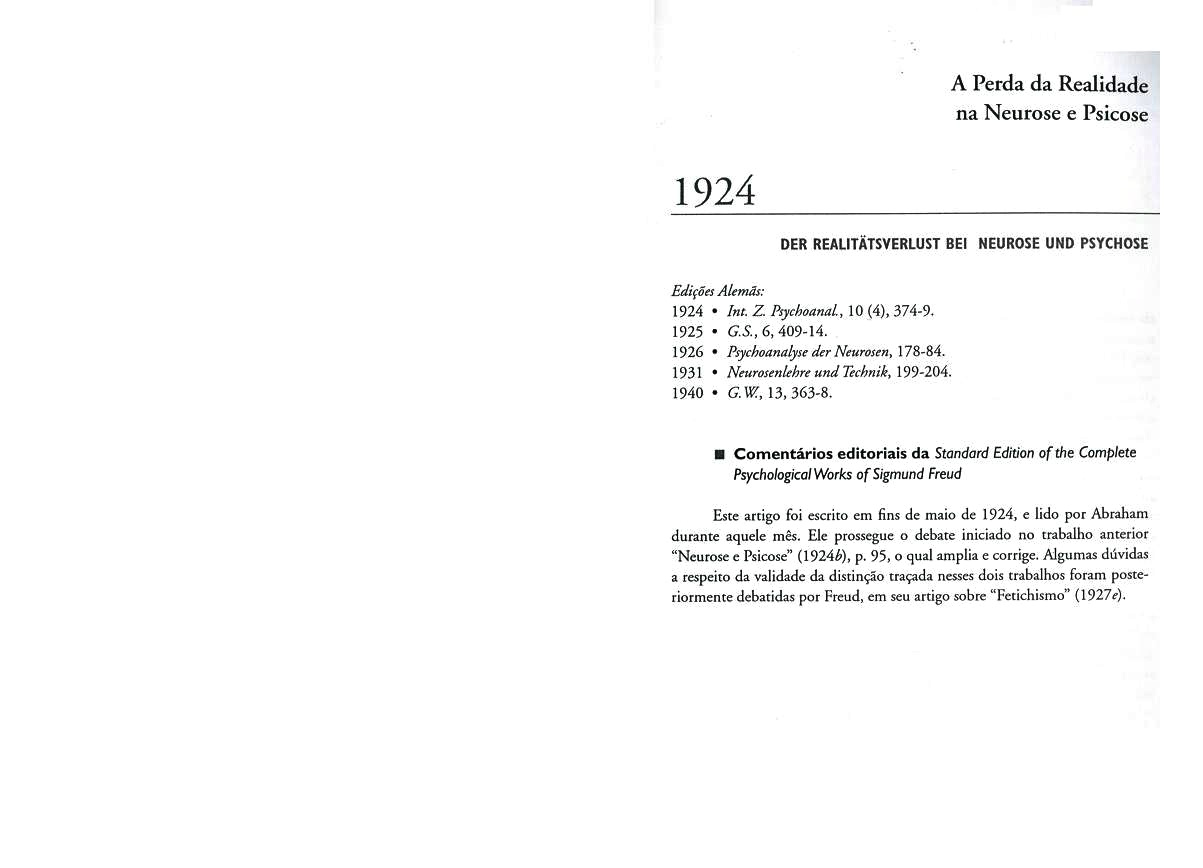 A Perda da Realidade
na Neurose e Psicose
1924
DER REALITÄTSVERLUST BEI NEUROSE UND PSYCHOSE
Edições Alemãs:
1924 • Int. Z. Psychoanal., 10 (4), 374-9.
1925 • G.S., 6, 409-14.
1926 • Psychoanalyse der Neurosen, 178-84.
1931 • Neurosenlehre und Technik, 199-204.
1940 • G.W., 13, 363-8.
■ Comentários editoriais da Standard Edition of the Complete
Psychological Works of Sigmund Freud
Este artigo foi escrito em fins de maio de 1924, e lido por Abraham
durante aquele mês. Ele prossegue o debate iniciado no trabalho anterior
“Neurose e Psicose” (1924b), p. 95, o qual amplia e corrige. Algumas dúvidas
a respeito da validade da distinção traçada nesses dois trabalhos foram poste-
riormente debatidas por Freud, em seu artigo sobre “Fetichismo” (1927e).